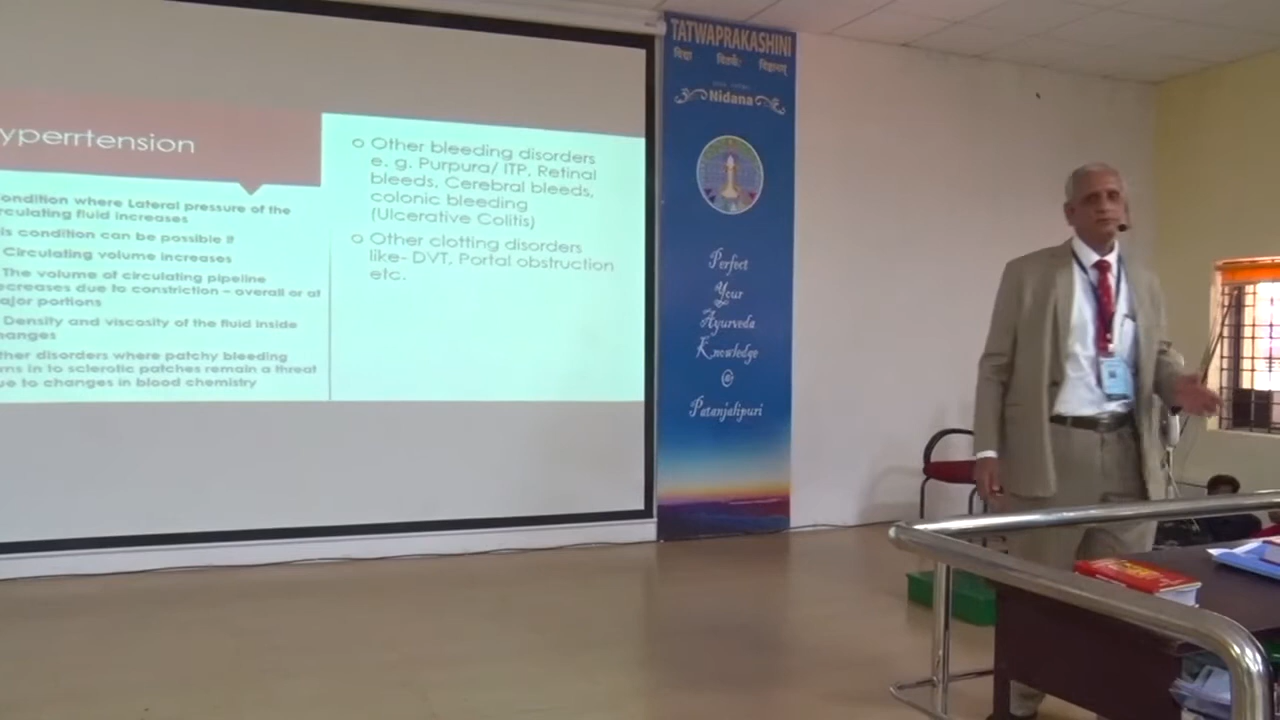 yperrtension
ondition where Lateral pressure of the
rculating fluid increases
is condition can be possible if
Circulating volume increases
The volume of circulating pipeline
ecreases due to constriction – overall or at
ajor portions
Density and viscosity of the fluid inside
hanges
ther disorders where patchy bleeding
rns in to sclerotic patches remain a threat
ue to changes in blood chemistry
o Other bleeding disorders
e. g. Purpura/ ITP, Retinal
bleeds, Cerebral bleeds,
colonic bleeding
(Ulcerative Colitis)
o Other clotting disorders
like- DVT, Portal obstruction
etc.
TATWAPRAKASHINI
विद्या वितर्कः विज्ञानम्
Nidana
Perfect
Your
Ayurveda
Knowledge
@
Patanjalipuri